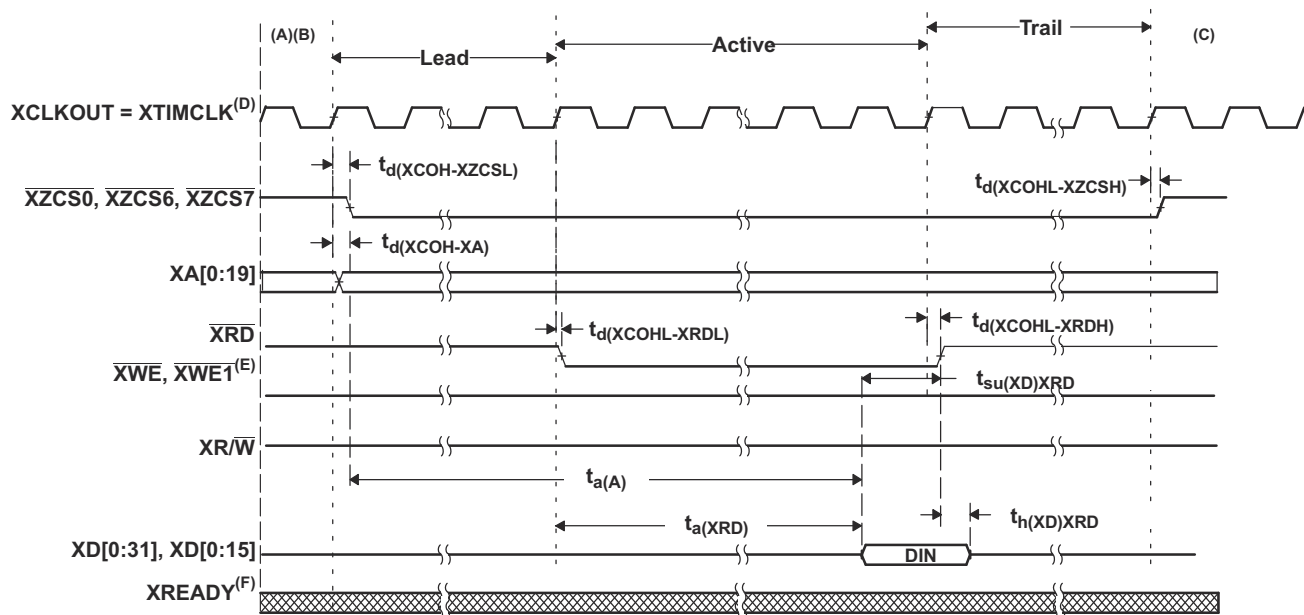 (A)(B)
Lead
Active
Trail
(C)
XCLKOUT = XTIMCLK(D)
td(XCOH-XZCSL)
td(XCOHL-XZCSH)
XZCS0, XZCS6, XZCS7
td(XCOH-XA)
XA[0:19]
XRD
td(XCOHL-XRDL)
td(XCOHL-XRDH)
XWE, XWE1(E)
tsu(XD)XRD
XR/W
ta(A)
ta(XRD)
th(XD)XRD
XD[0:31], XD[0:15]
DIN
XREADY(F)